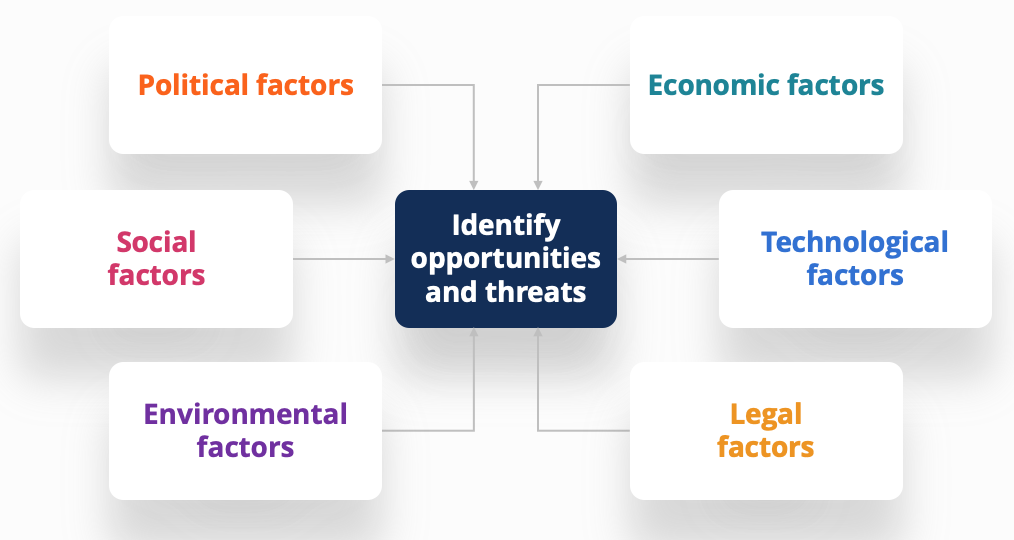 Political factors
Economic factors
Social
factors
Identify
opportunities
and threats
Technological
factors
Environmental
factors
Legal
factors